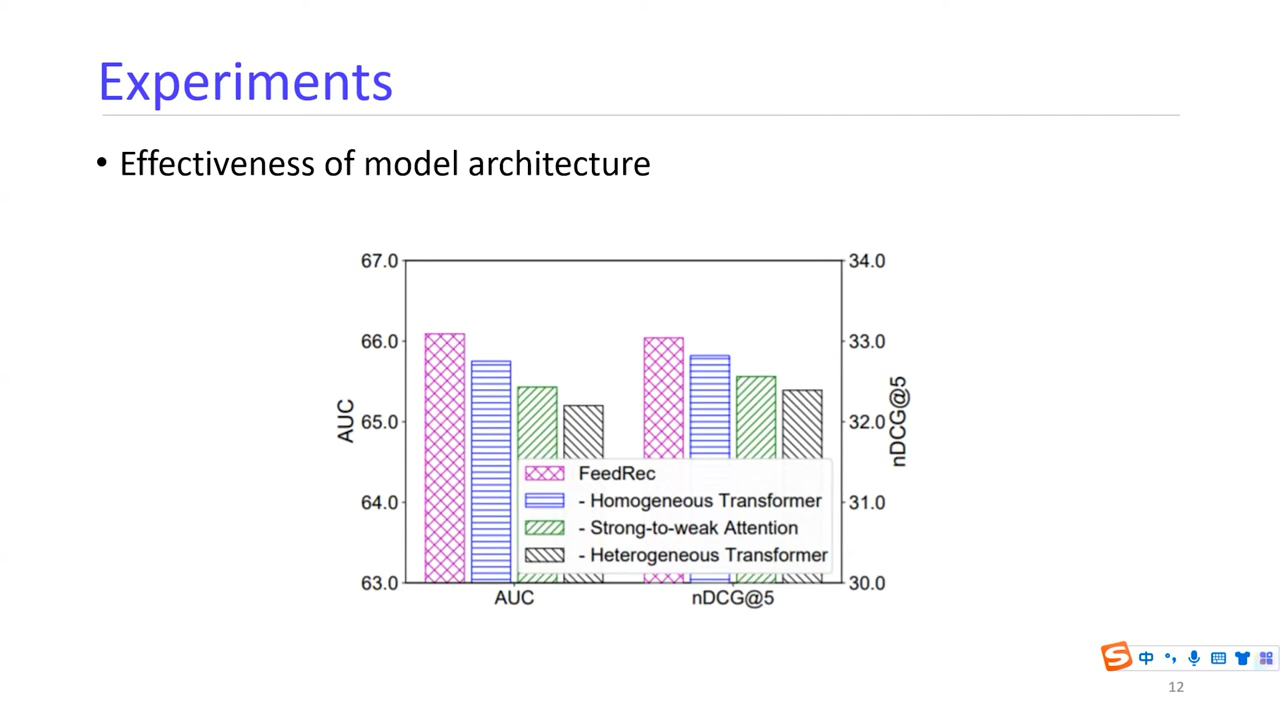 Experiments
• Effectiveness of model architecture
67.0
66.0
65.0
64.0
63.0
AUC
34.0
33.0
32.0
31.0
30.0
nDCG@5
FeedRec
- Homogeneous Transformer
- Strong-to-weak Attention
- Heterogeneous Transformer
AUC
nDCG@5
S 中 °,
12